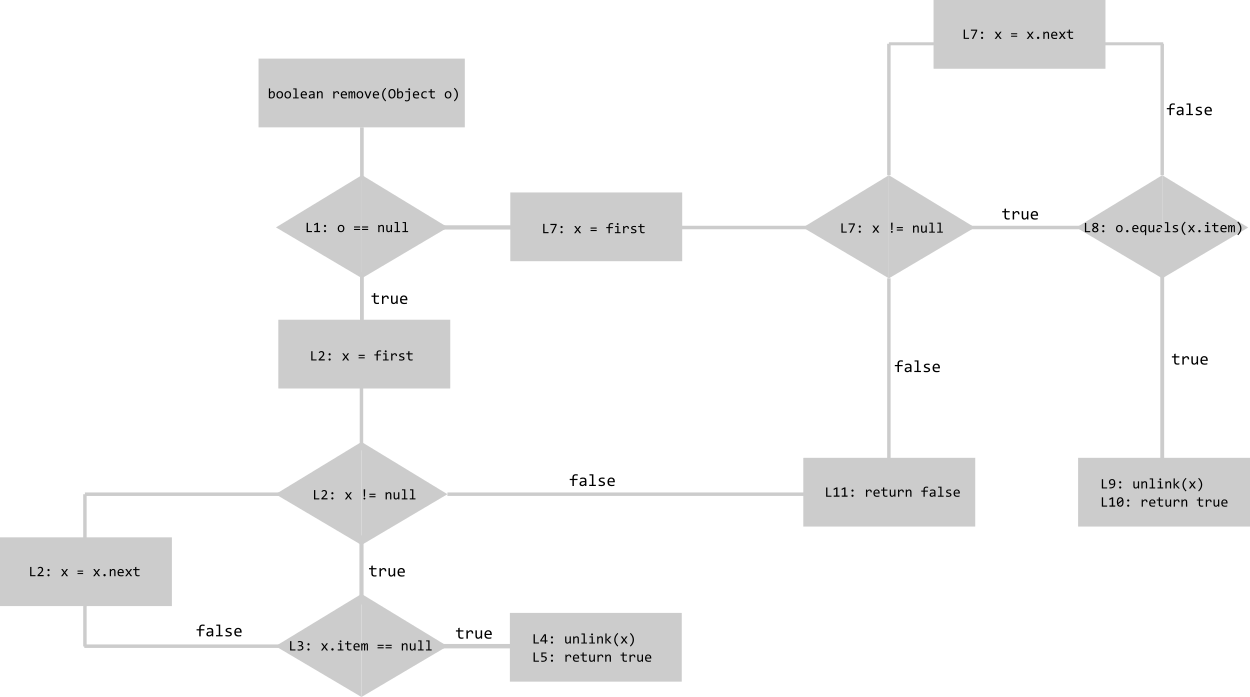 L7: x = x.next
boolean remove(Object o)
false
L1: o == null
L7: x = first
L7: x != null
true
L8: o.equals(x.item)
true
L2: x = first
false
true
L2: x != null
false
L11: return false
L9: unlink(x)
L10: return true
L2: x = x.next
true
false
L3: x.item == null
true
L4: unlink(x)
L5: return true